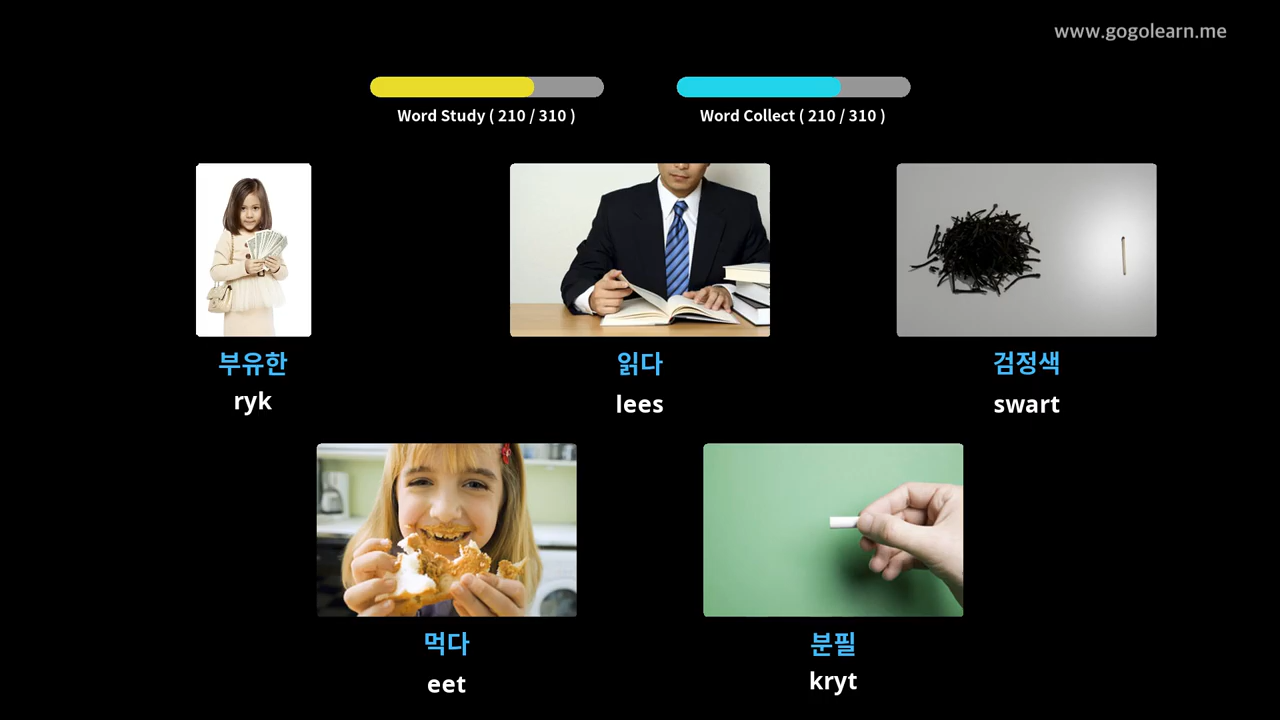 www.gogolearn.me
Word Study ( 210 / 310 )
Word Collect ( 210 / 310 )
부유한
ryk
읽다
lees
검정색
swart
먹다
eet
분필
kryt